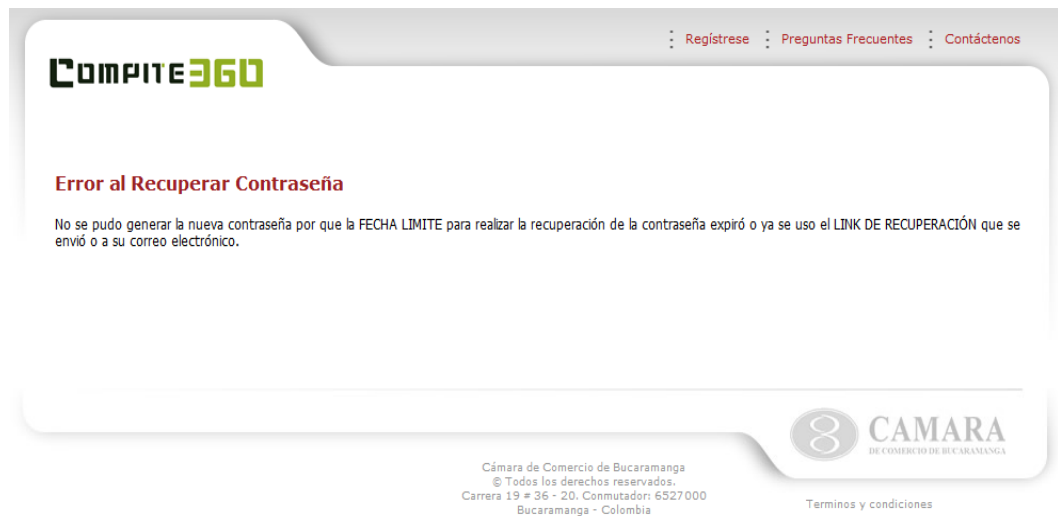 Regístrese
Preguntas Frecuentes
Contáctenos
COMPITE360
Error al Recuperar Contraseña
No se pudo generar la nueva contraseña por que la FECHA LIMITE para realizar la recuperación de la contraseña expiró o ya se uso el LINK DE RECUPERACIÓN que se
envió o a su correo electrónico.
CAMARA
DE COMERCIO DE BUCARAMANGA
Cámara de Comercio de Bucaramanga
© Todos los derechos reservados.
Carrera 19 # 36 - 20. Conmutador: 6527000
Bucaramanga - Colombia
Terminos y condiciones